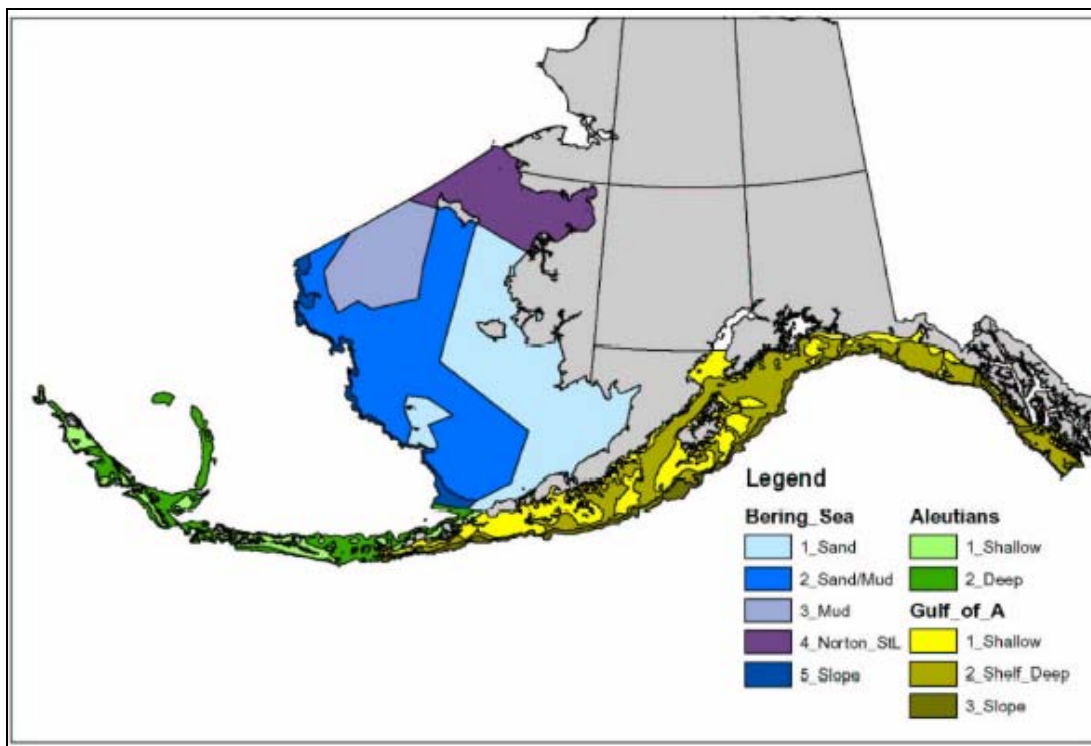 Legend
Bering_Sea
1_Sand
2_Sand/Mud
3_Mud
4_Norton_StL
5_Slope
Aleutians
1_Shallow
2_Deep
Gulf_of_A
1_Shallow
2_Shelf_Deep
3_Slope